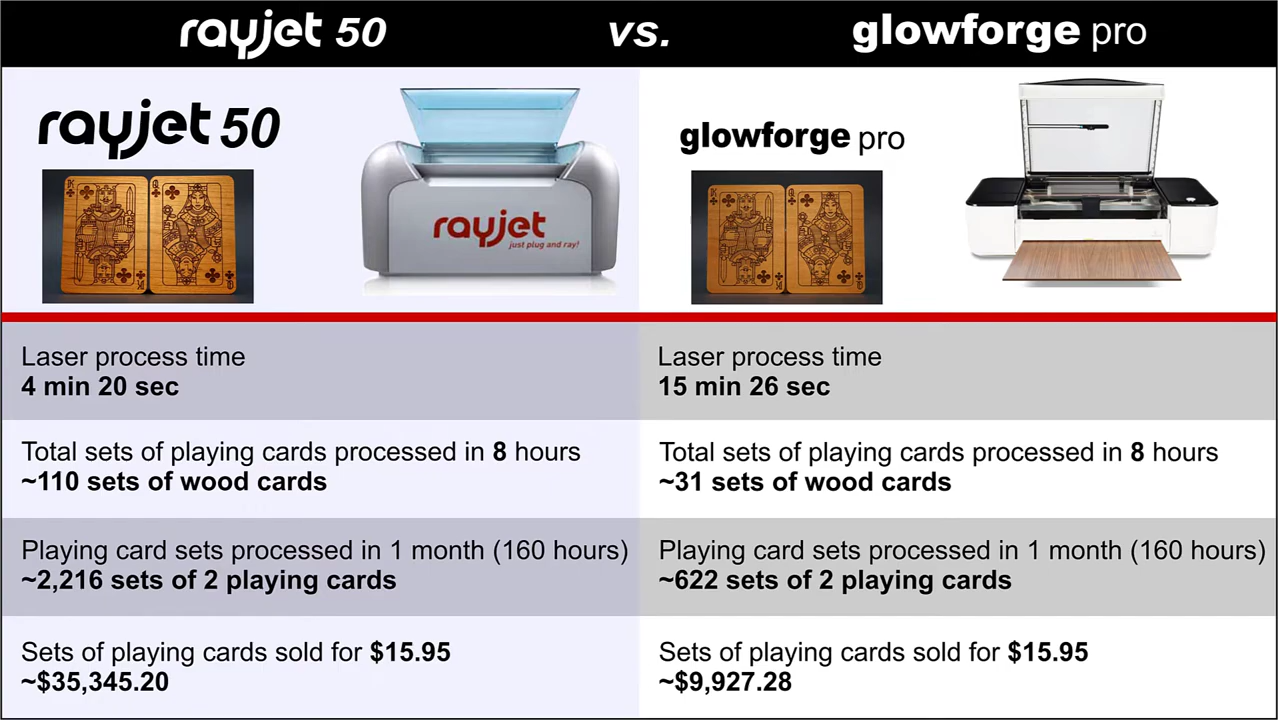 rayjet 50 vs. glowforge pro
rayjet 50
rayjet
just plug and ray!
glowforge pro
Laser process time
4 min 20 sec
Laser process time
15 min 26 sec
Total sets of playing cards processed in 8 hours
~110 sets of wood cards
Total sets of playing cards processed in 8 hours
~31 sets of wood cards
Playing card sets processed in 1 month (160 hours)
~2,216 sets of 2 playing cards
Playing card sets processed in 1 month (160 hours)
~622 sets of 2 playing cards
Sets of playing cards sold for $15.95
~$35,345.20
Sets of playing cards sold for $15.95
~$9,927.28